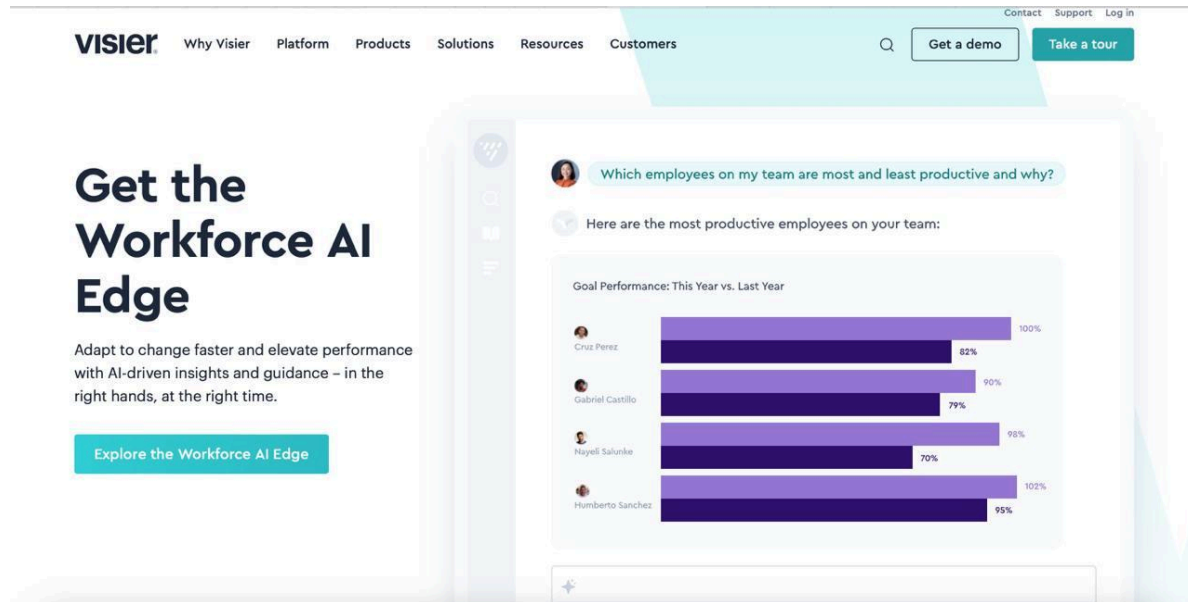 Contact Support Log in
VISIER Why Visier Platform Products Solutions Resources Customers Get a demo Take a tour
Get the
Workforce AI
Edge
Adapt to change faster and elevate performance
with AI-driven insights and guidance – in the
right hands, at the right time.
Explore the Workforce AI Edge
Which employees on my team are most and least productive and why?
Here are the most productive employees on your team:
Goal Performance: This Year vs. Last Year
Cruz Perez 100%
82%
Gabriel Castillo 90%
79%
Nayeli Salunke 98%
70%
Humberto Sanchez 102%
95%